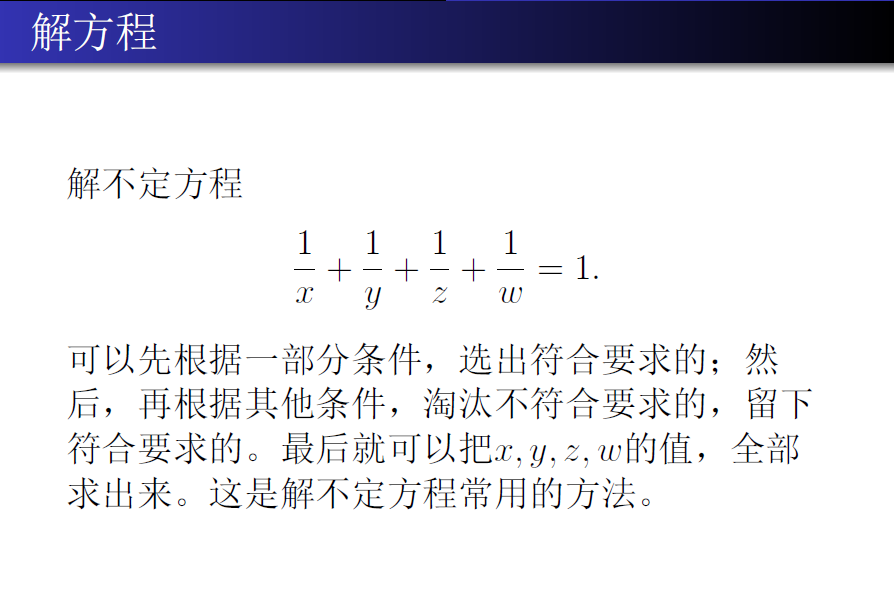 解方程
解不定方程
1/x + 1/y + 1/z + 1/w = 1.
可以先根据一部分条件，选出符合要求的；然
后，再根据其他条件，淘汰不符合要求的，留下
符合要求的。最后就可以把x, y, z, w的值，全部
求出来。这是解不定方程常用的方法。